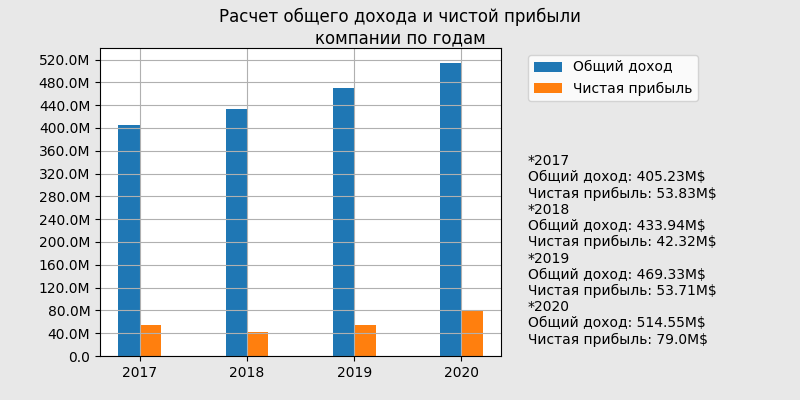 Расчет общего дохода и чистой прибыли
компании по годам
520.0M
480.0M
440.0M
400.0M
360.0M
320.0M
280.0M
240.0M
200.0M
160.0M
120.0M
80.0M
40.0M
0.0
2017 2018 2019 2020
Общий доход
Чистая прибыль
*2017
Общий доход: 405.23M$
Чистая прибыль: 53.83M$
*2018
Общий доход: 433.94M$
Чистая прибыль: 42.32M$
*2019
Общий доход: 469.33M$
Чистая прибыль: 53.71M$
*2020
Общий доход: 514.55M$
Чистая прибыль: 79.0M$